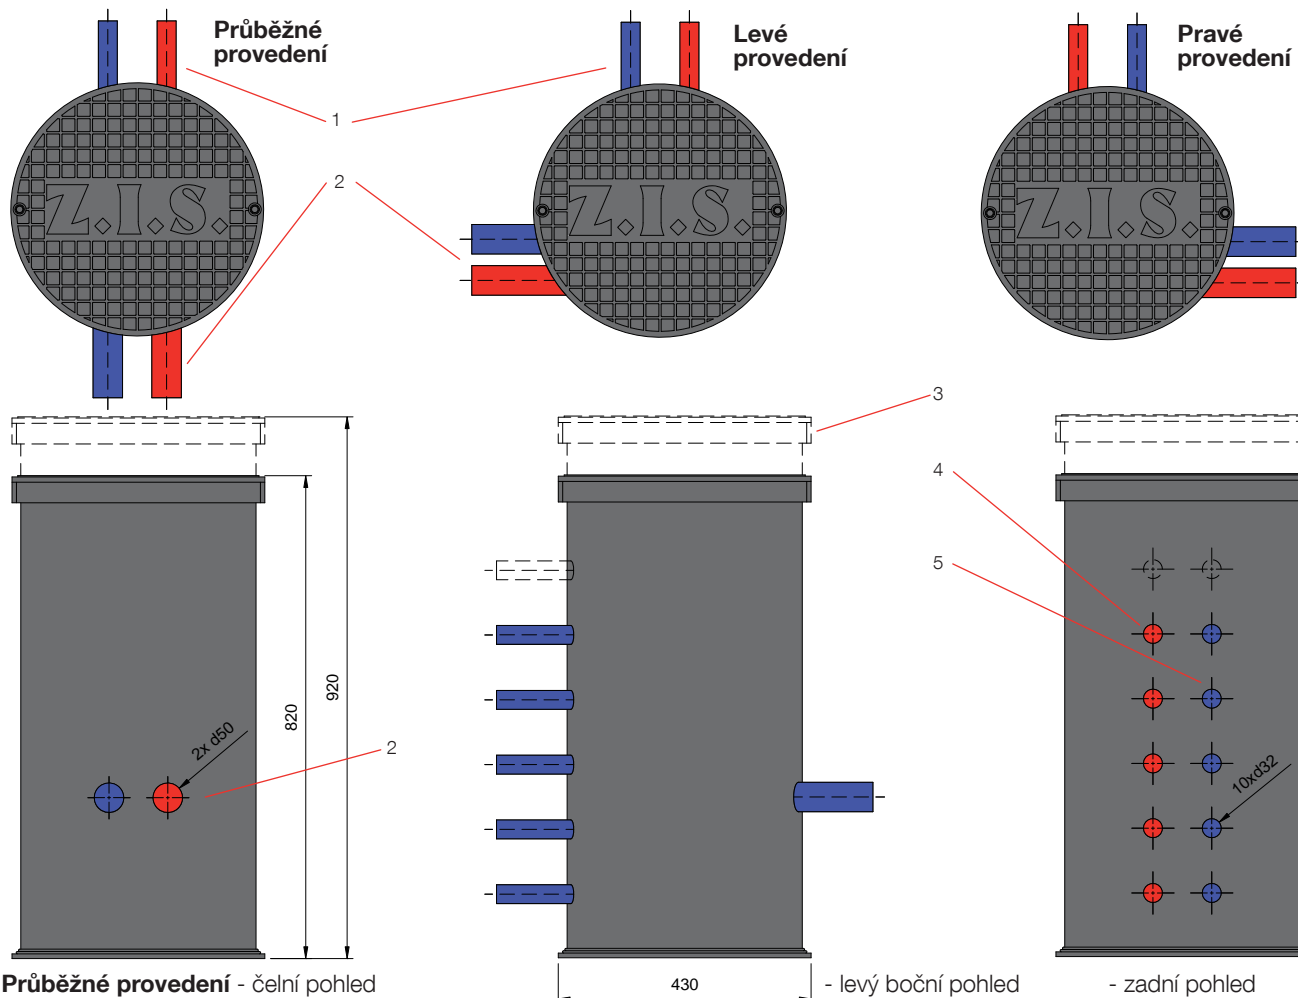 Průběžné
provedení
Levé
provedení
Pravé
provedení
1
2
Z.I.S.
Z.I.S.
Z.I.S.
3
4
5
820
920
2x d50
2
10xd32
430
Průběžné provedení - čelní pohled
- levý boční pohled
- zadní pohled